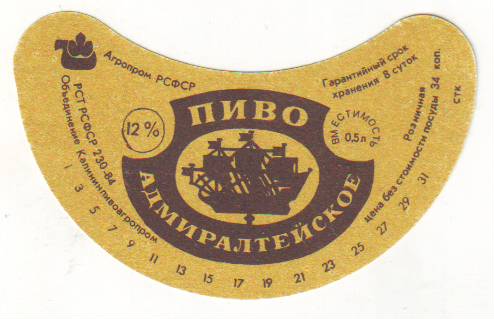 Агропром РСФСР
РСТ РСФСР 230-84
Объединение Калининпивоагропром
12 %
ПИВО
АДМИРАЛТЕЙСКОЕ
Гарантийный срок
хранения 8 суток
ВМЕСТИМОСТЬ
0,5 л
Розничная
цена без стоимости посуды 34 коп.
стк
1 3 5 7 9 11 13 15 17 19 21 23 25 27 29 31